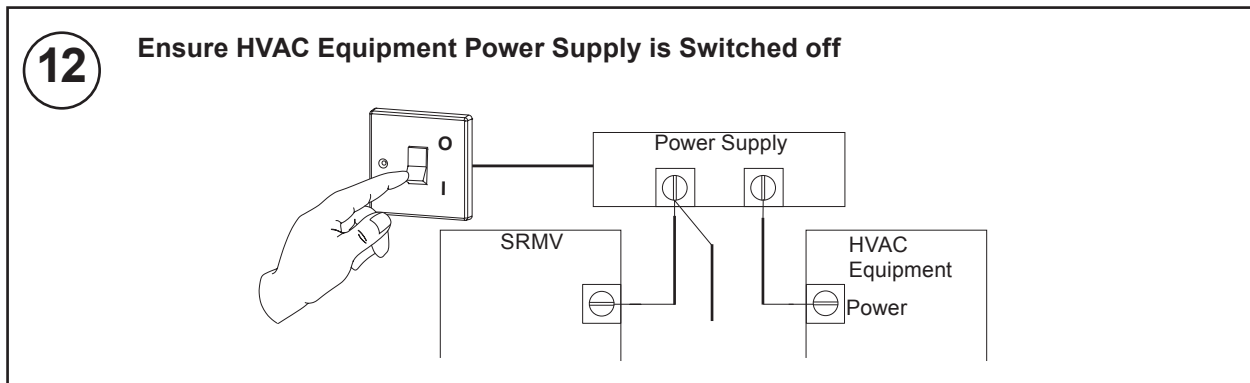 12
Ensure HVAC Equipment Power Supply is Switched off
O
I
Power Supply
SRMV
HVAC
Equipment
Power